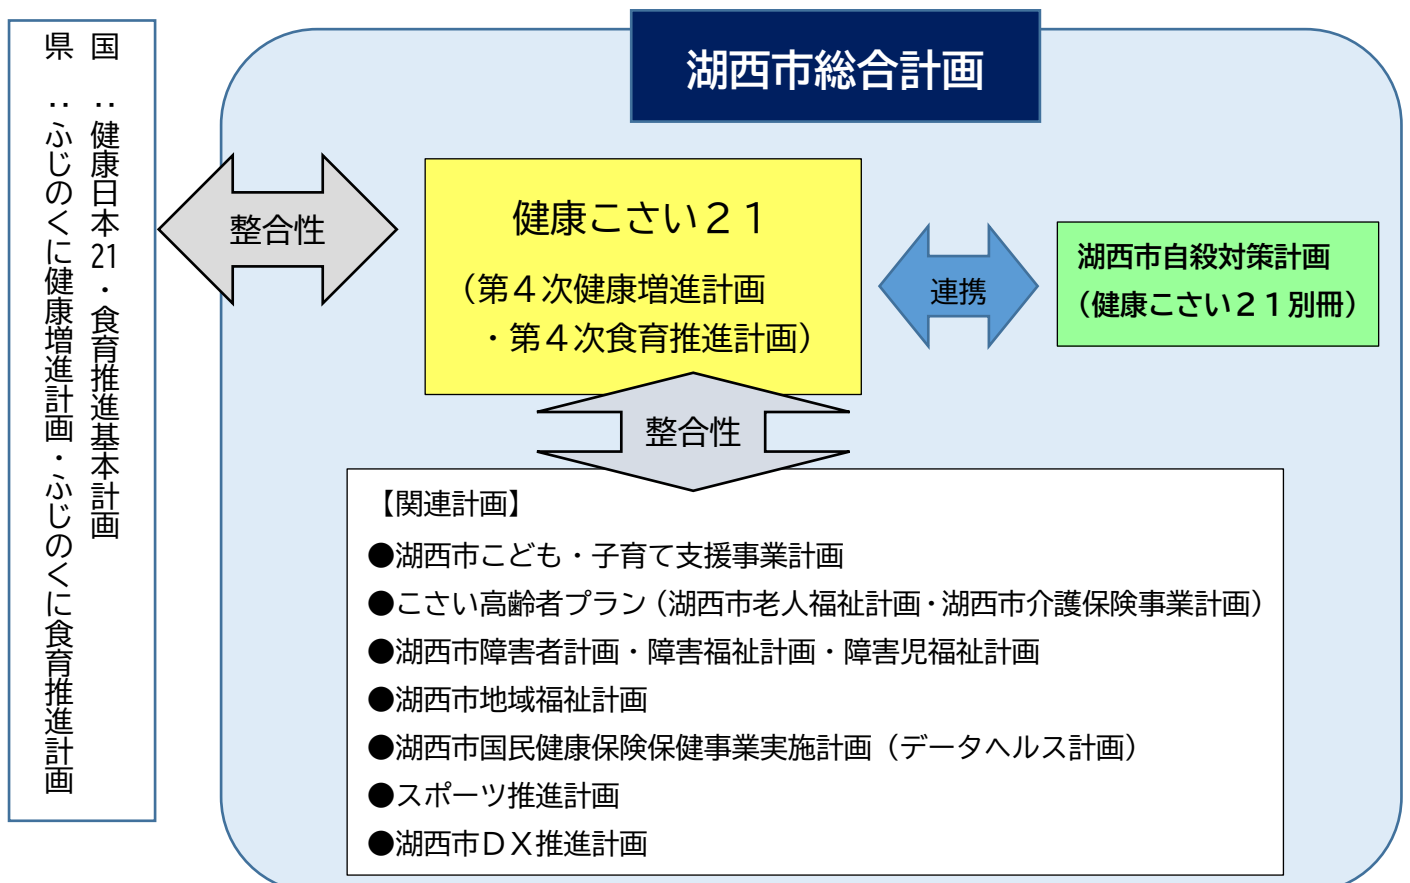 国：健康日本21・食育推進基本計画
県：ふじのくに健康増進計画・ふじのくに食育推進計画
湖西市総合計画
整合性
健康こさい２１
（第４次健康増進計画
・第４次食育推進計画）
連携
湖西市自殺対策計画
（健康こさい２１別冊）
整合性
【関連計画】
●湖西市こども・子育て支援事業計画
●こさい高齢者プラン（湖西市老人福祉計画・湖西市介護保険事業計画）
●湖西市障害者計画・障害福祉計画・障害児福祉計画
●湖西市地域福祉計画
●湖西市国民健康保険保健事業実施計画（データヘルス計画）
●スポーツ推進計画
●湖西市ＤＸ推進計画